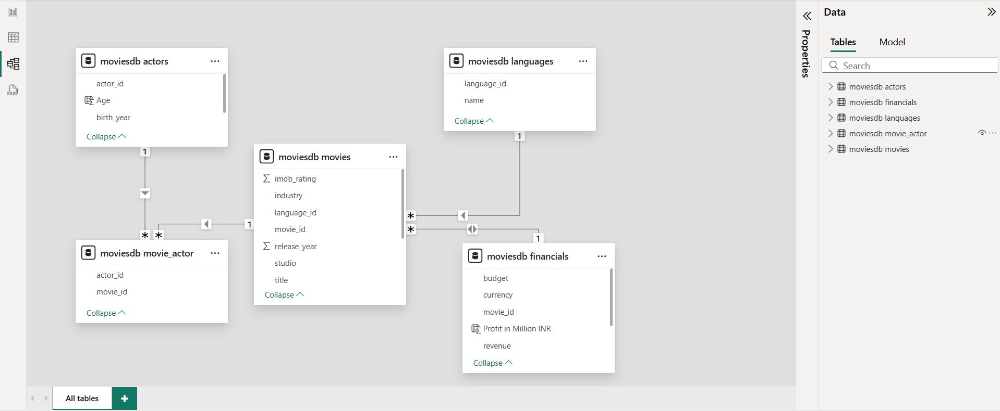 DAX
moviesdb actors
actor_id
Age
birth_year
Collapse
1
*
*
moviesdb movie_actor
actor_id
movie_id
Collapse
moviesdb movies
imdb_rating
industry
language_id
movie_id
release_year
studio
title
Collapse
1
*
*
moviesdb languages
language_id
name
Collapse
1
1
moviesdb financials
budget
currency
movie_id
Profit in Million INR
revenue
Collapse
All tables
+
Properties
Data
Tables Model
Search
moviesdb actors
moviesdb financials
moviesdb languages
moviesdb movie_actor
moviesdb movies